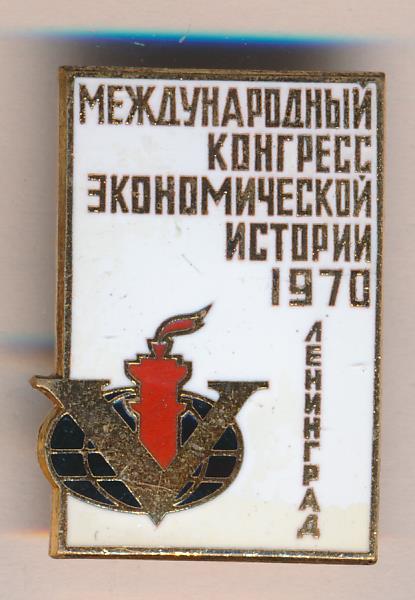 МЕЖДУНАРОДНЫЙ
КОНГРЕСС
ЭКОНОМИЧЕСКОЙ
ИСТОРИИ
1970
ЛЕНИНГРАД
V